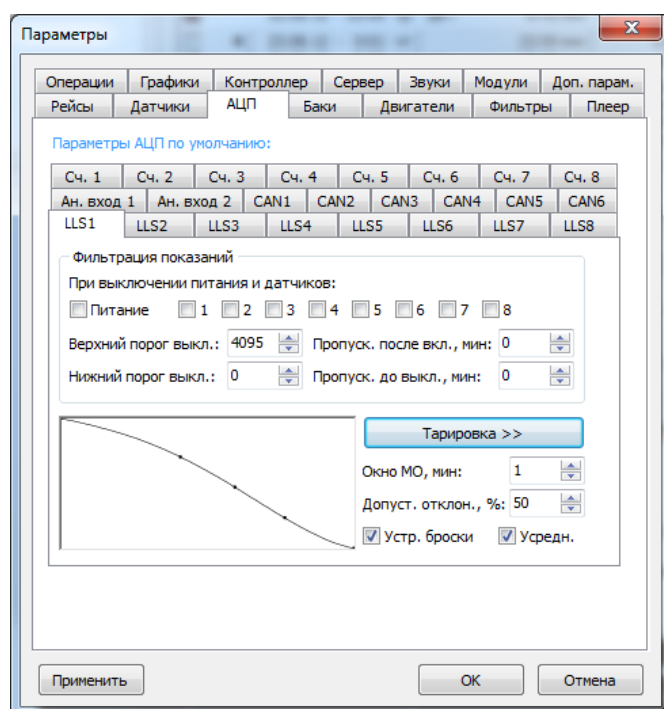 Параметры
Операции Графики Контроллер Сервер Звуки Модули Доп. парам.
Рейсы Датчики АЦП Баки Двигатели Фильтры Плеер
Параметры АЦП по умолчанию:
Сч. 1 Сч. 2 Сч. 3 Сч. 4 Сч. 5 Сч. 6 Сч. 7 Сч. 8
Ан. вход 1 Ан. вход 2 CAN1 CAN2 CAN3 CAN4 CAN5 CAN6
LLS1 LLS2 LLS3 LLS4 LLS5 LLS6 LLS7 LLS8
Фильтрация показаний
При выключении питания и датчиков:
Питание 1 2 3 4 5 6 7 8
Верхний порог выкл.: 4095 Пропуск. после вкл., мин: 0
Нижний порог выкл.: 0 Пропуск. до выкл., мин: 0
Тарировка >>
Окно МО, мин: 1
Допуст. отклон., %: 50
Устр. броски Усредн.
Применить OK Отмена